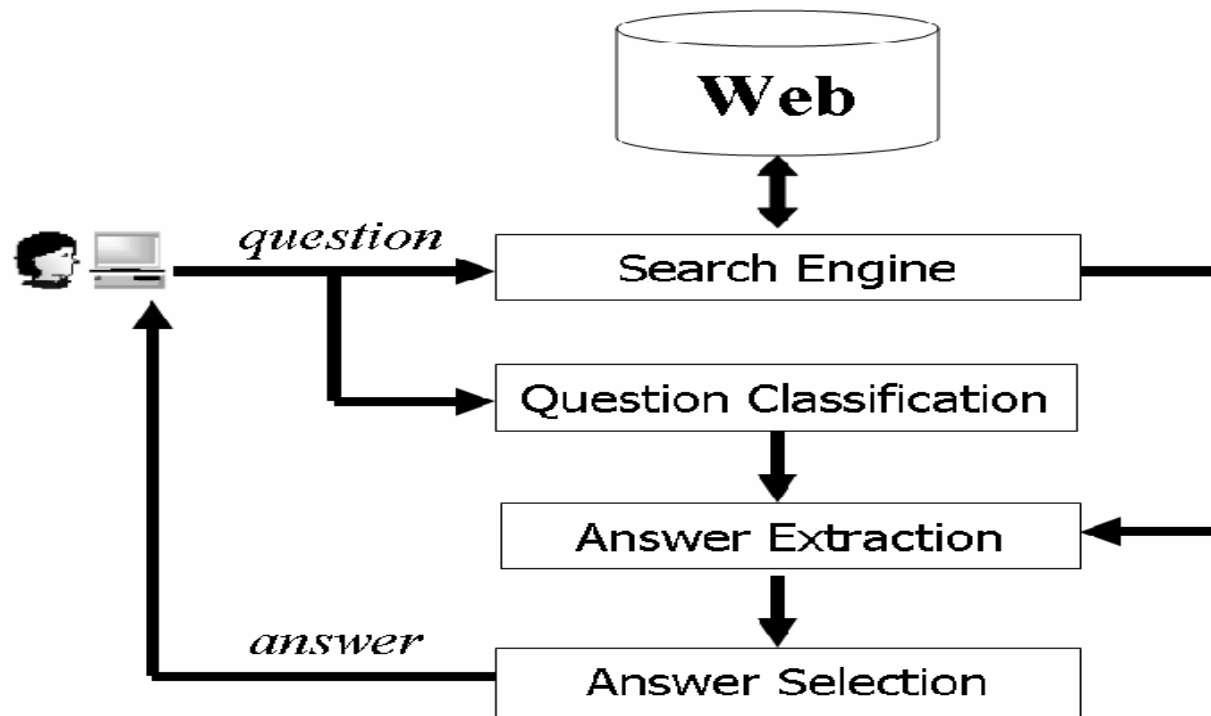 Web
question
Search Engine
Question Classification
Answer Extraction
answer
Answer Selection